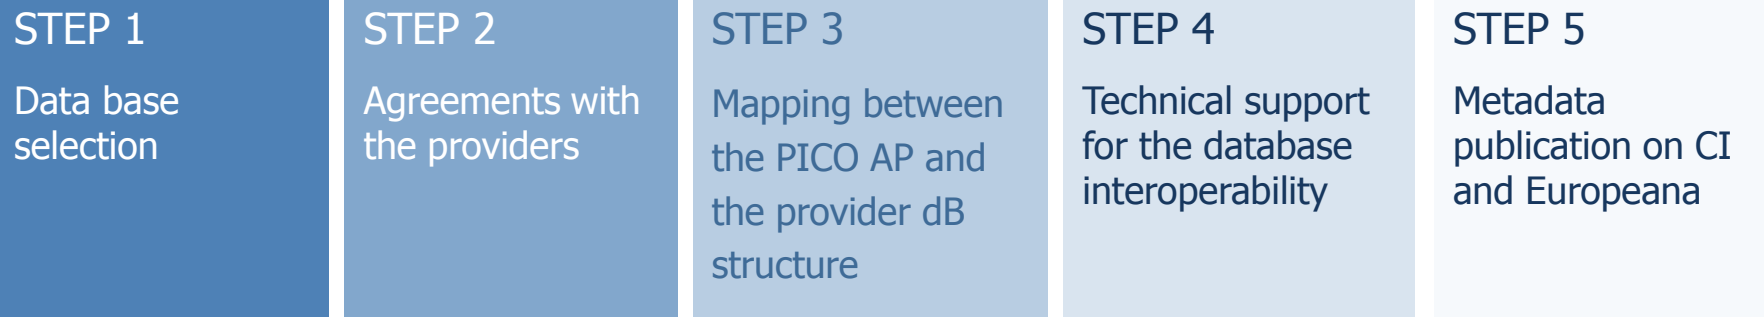 STEP 1
Data base
selection
STEP 2
Agreements with
the providers
STEP 3
Mapping between
the PICO AP and
the provider dB
structure
STEP 4
Technical support
for the database
interoperability
STEP 5
Metadata
publication on CI
and Europeana